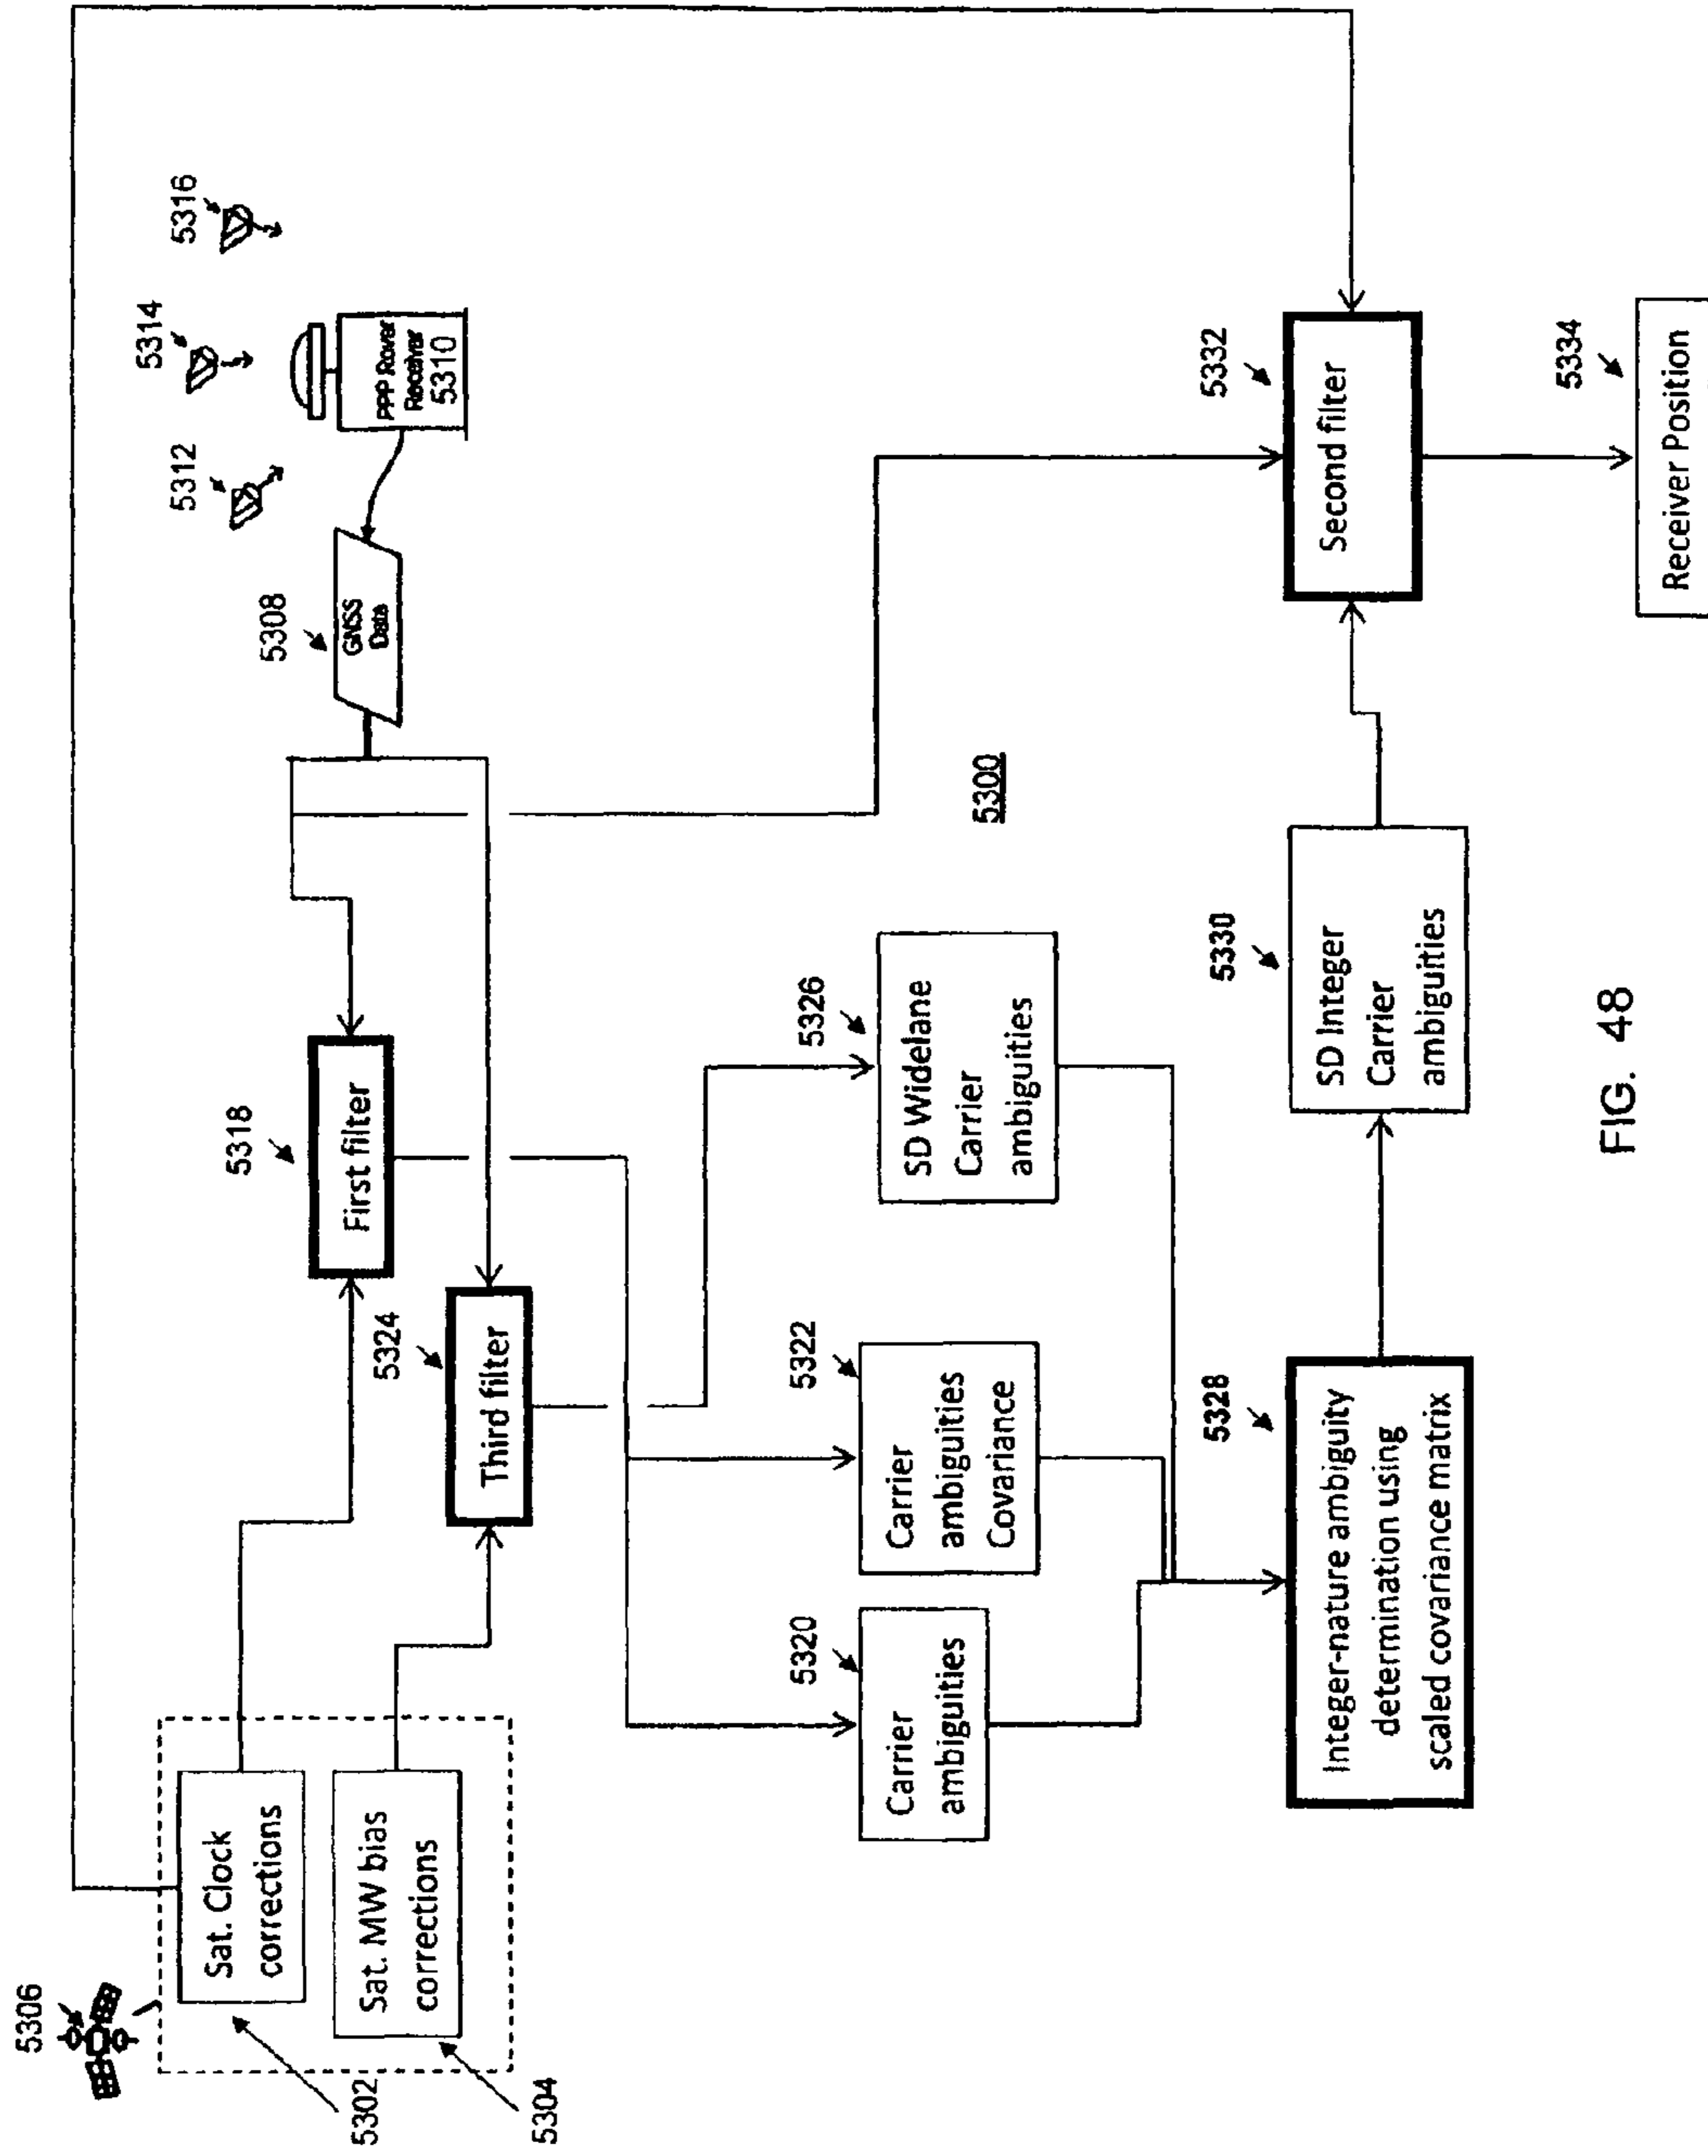 5306
5302
5304
Sat. Clock
corrections
Sat. MW bias
corrections
5318
First filter
5324
Third filter
5308
GNSS
Data
5312
5314
5316
PPP Rover
Receiver
5310
5320
Carrier
ambiguities
5322
Carrier
ambiguities
Covariance
5326
SD Widelane
Carrier
ambiguities
5300
5328
Integer-nature ambiguity
determination using
scaled covariance matrix
5330
SD Integer
Carrier
ambiguities
5332
Second filter
5334
Receiver Position
FIG. 48